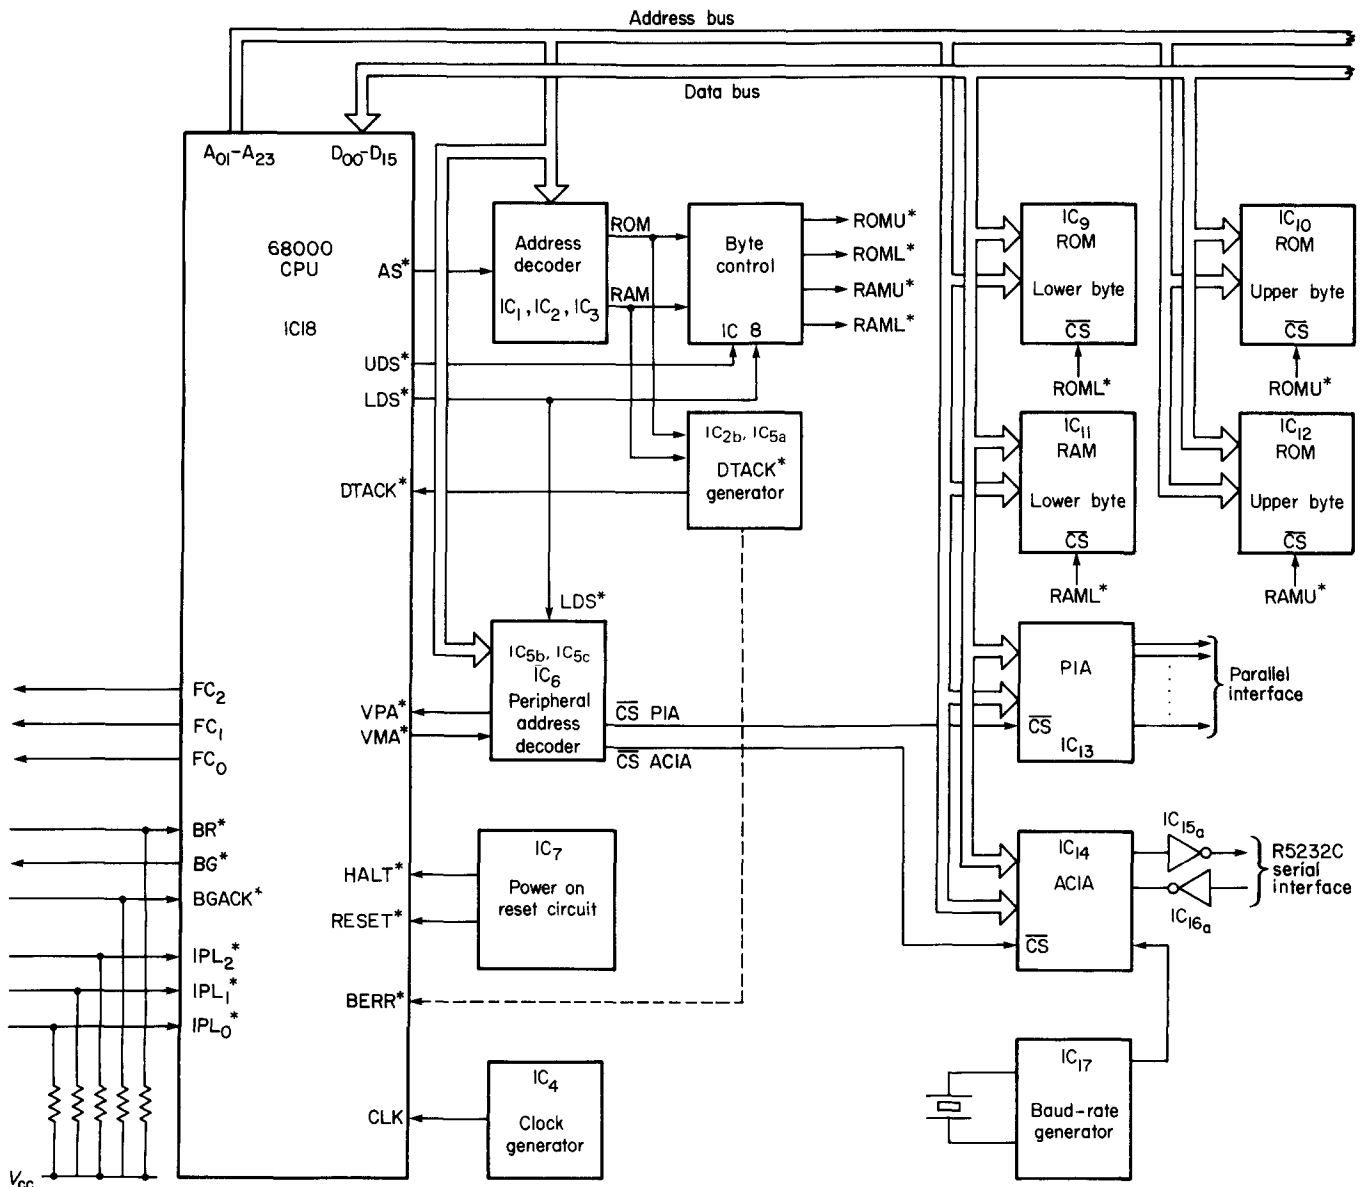 Address bus
Data bus
A01-A23
D00-D15
68000
CPU
IC18
AS*
UDS*
LDS*
DTACK*
VPA*
VMA*
HALT*
RESET*
BERR*
CLK
FC2
FC1
FC0
BR*
BG*
BGACK*
IPL2*
IPL1*
IPL0*
Vcc
Address
decoder
IC1, IC2, IC3
ROM
RAM
Byte
control
IC 8
ROMU*
ROML*
RAMU*
RAML*
IC2b, IC5a
DTACK*
generator
LDS*
IC5b, IC5c
IC6
Peripheral
address
decoder
CS PIA
CS ACIA
IC7
Power on
reset circuit
IC4
Clock
generator
IC9
ROM
Lower byte
CS
ROML*
IC10
ROM
Upper byte
CS
ROMU*
IC11
RAM
Lower byte
CS
RAML*
IC12
ROM
Upper byte
CS
RAMU*
PIA
CS
IC13
Parallel
interface
IC14
ACIA
CS
IC15a
IC16a
R5232C
serial
interface
IC17
Baud-rate
generator